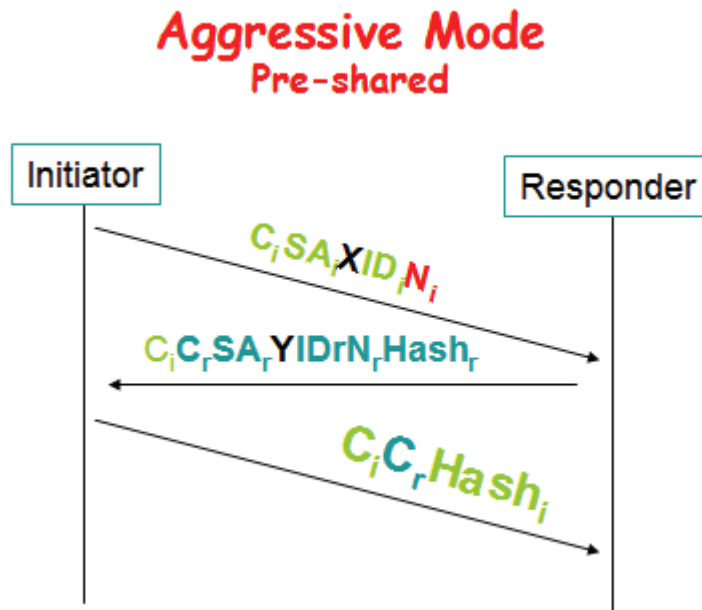 Aggressive Mode
Pre-shared
Initiator
Responder
CᵢSAᵢXIDᵢNᵢ
CᵢCᵣSAᵣYIDrNᵣHashᵣ
CᵢCᵣHashᵢ